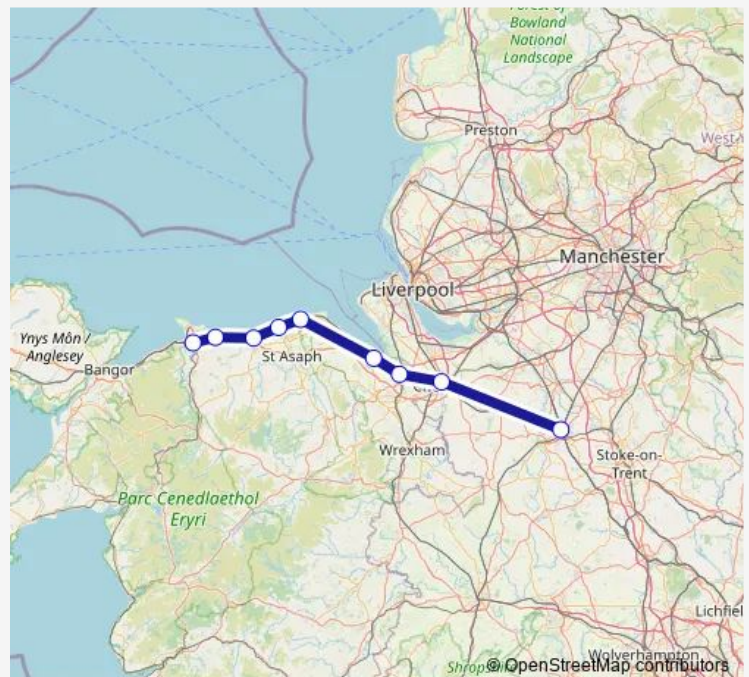 Forest of
Bowland
National
Landscape
Preston
West Y
Manchester
Liverpool
Ynys Môn /
Anglesey
Bangor
St Asaph
Wrexham
Stoke-on-
Trent
Parc Cenedlaethol
Eryri
Lichfiel
Wolverhampton
Shropshire
© OpenStreetMap contributors